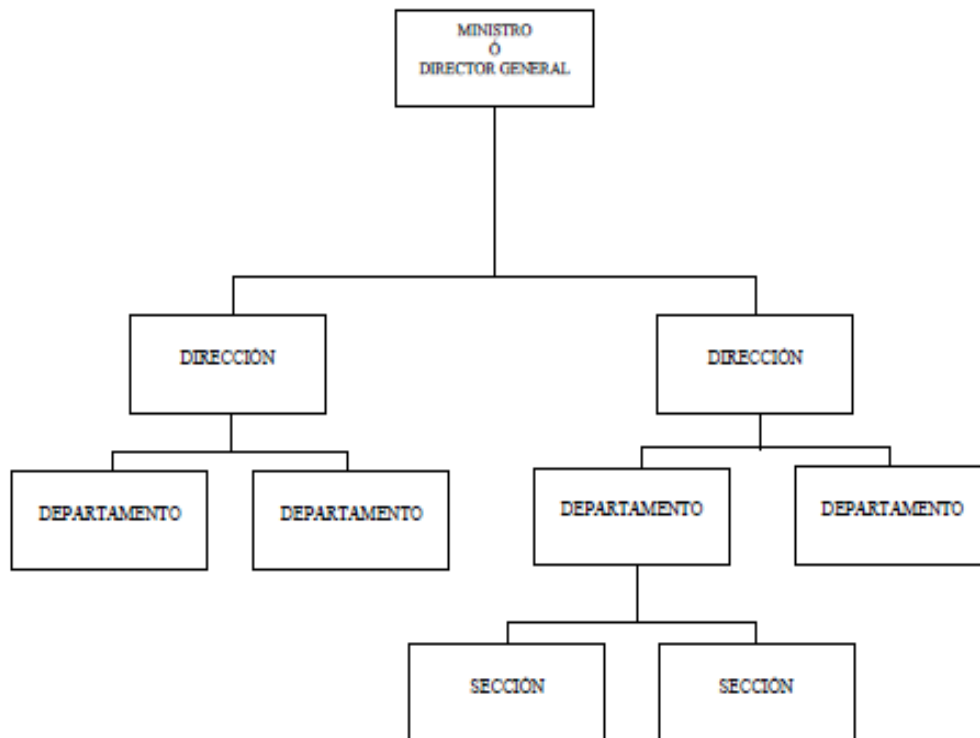 MINISTRO
Ó
DIRECTOR GENERAL
DIRECCIÓN
DIRECCIÓN
DEPARTAMENTO
DEPARTAMENTO
DEPARTAMENTO
DEPARTAMENTO
SECCIÓN
SECCIÓN